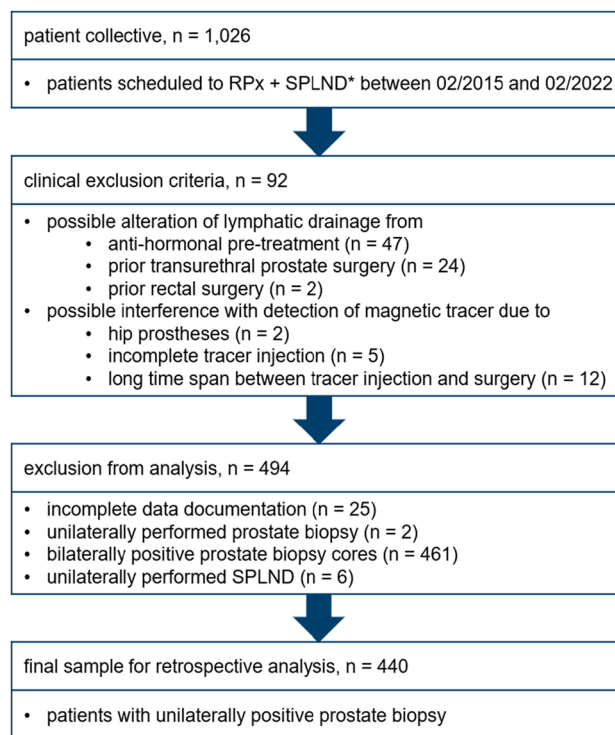 patient collective, n = 1,026
• patients scheduled to RPx + SPLND* between 02/2015 and 02/2022
clinical exclusion criteria, n = 92
• possible alteration of lymphatic drainage from
• anti-hormonal pre-treatment (n = 47)
• prior transurethral prostate surgery (n = 24)
• prior rectal surgery (n = 2)
• possible interference with detection of magnetic tracer due to
• hip prostheses (n = 2)
• incomplete tracer injection (n = 5)
• long time span between tracer injection and surgery (n = 12)
exclusion from analysis, n = 494
• incomplete data documentation (n = 25)
• unilaterally performed prostate biopsy (n = 2)
• bilaterally positive prostate biopsy cores (n = 461)
• unilaterally performed SPLND (n = 6)
final sample for retrospective analysis, n = 440
• patients with unilaterally positive prostate biopsy